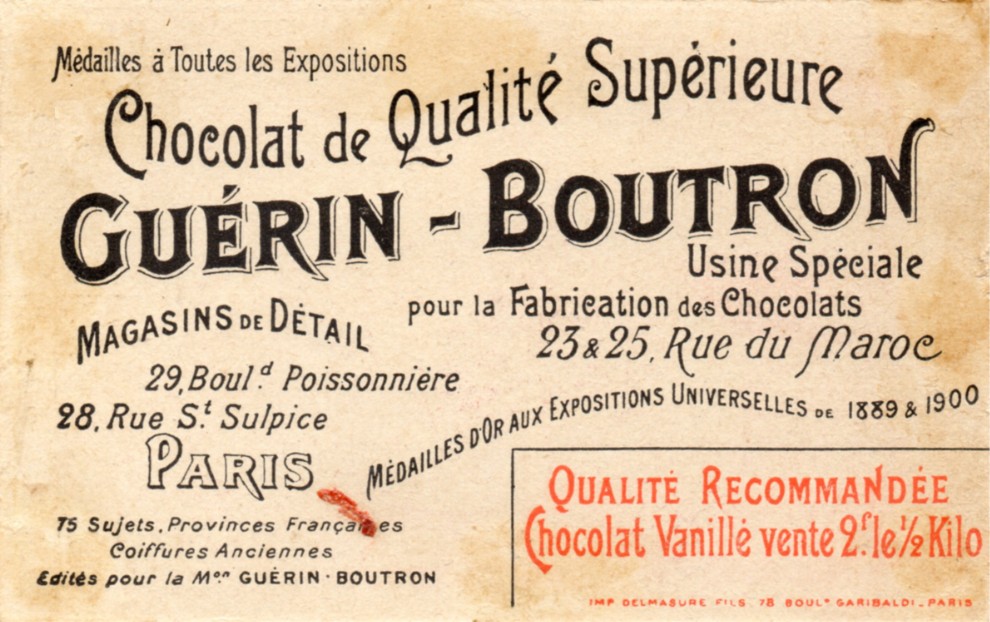 Médailles à Toutes les Expositions
Chocolat de Qualité Supérieure
GUÉRIN - BOUTRON
Usine Spéciale
pour la Fabrication des Chocolats
23 & 25, Rue du Maroc
MAGASINS DE DÉTAIL
29, Boul.d Poissonnière
28, Rue St. Sulpice
PARIS
MÉDAILLES D'OR AUX EXPOSITIONS UNIVERSELLES DE 1889 & 1900
75 Sujets, Provinces Françaises
Coiffures Anciennes
Edités pour la Mon GUÉRIN - BOUTRON
QUALITÉ RECOMMANDÉE
Chocolat Vanillé vente 2.f le 1/2 Kilo
IMP. DELMASURE FILS. 78 BOULd GARIBALDI - PARIS